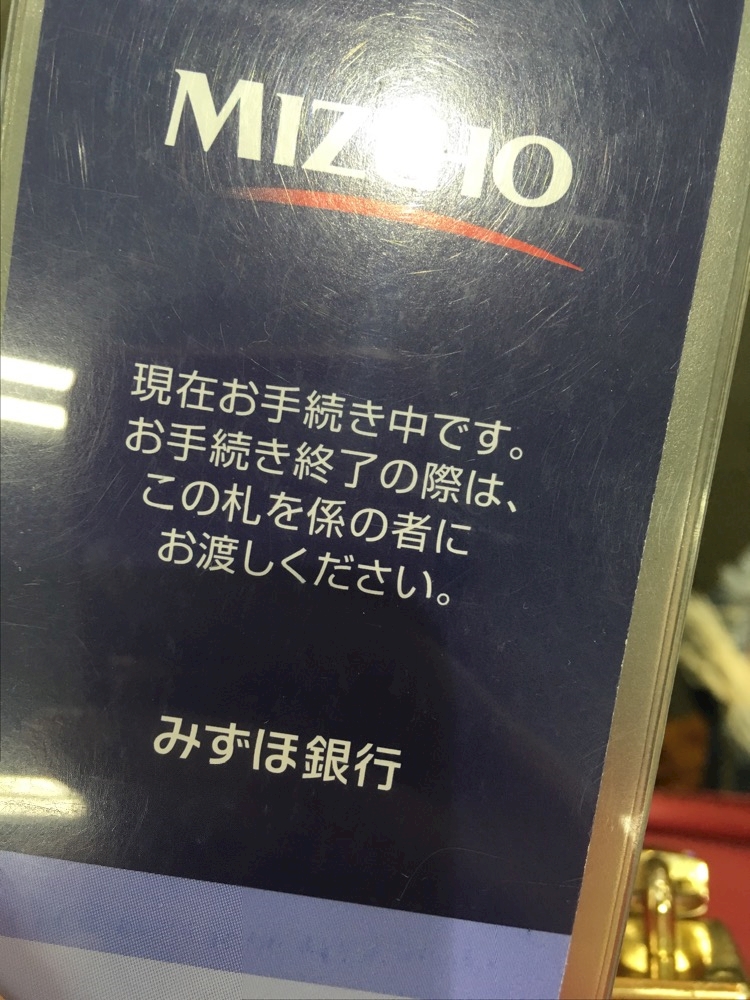 MIZUHO
現在お手続き中です。
お手続き終了の際は、
この札を係の者に
お渡しください。
みずほ銀行